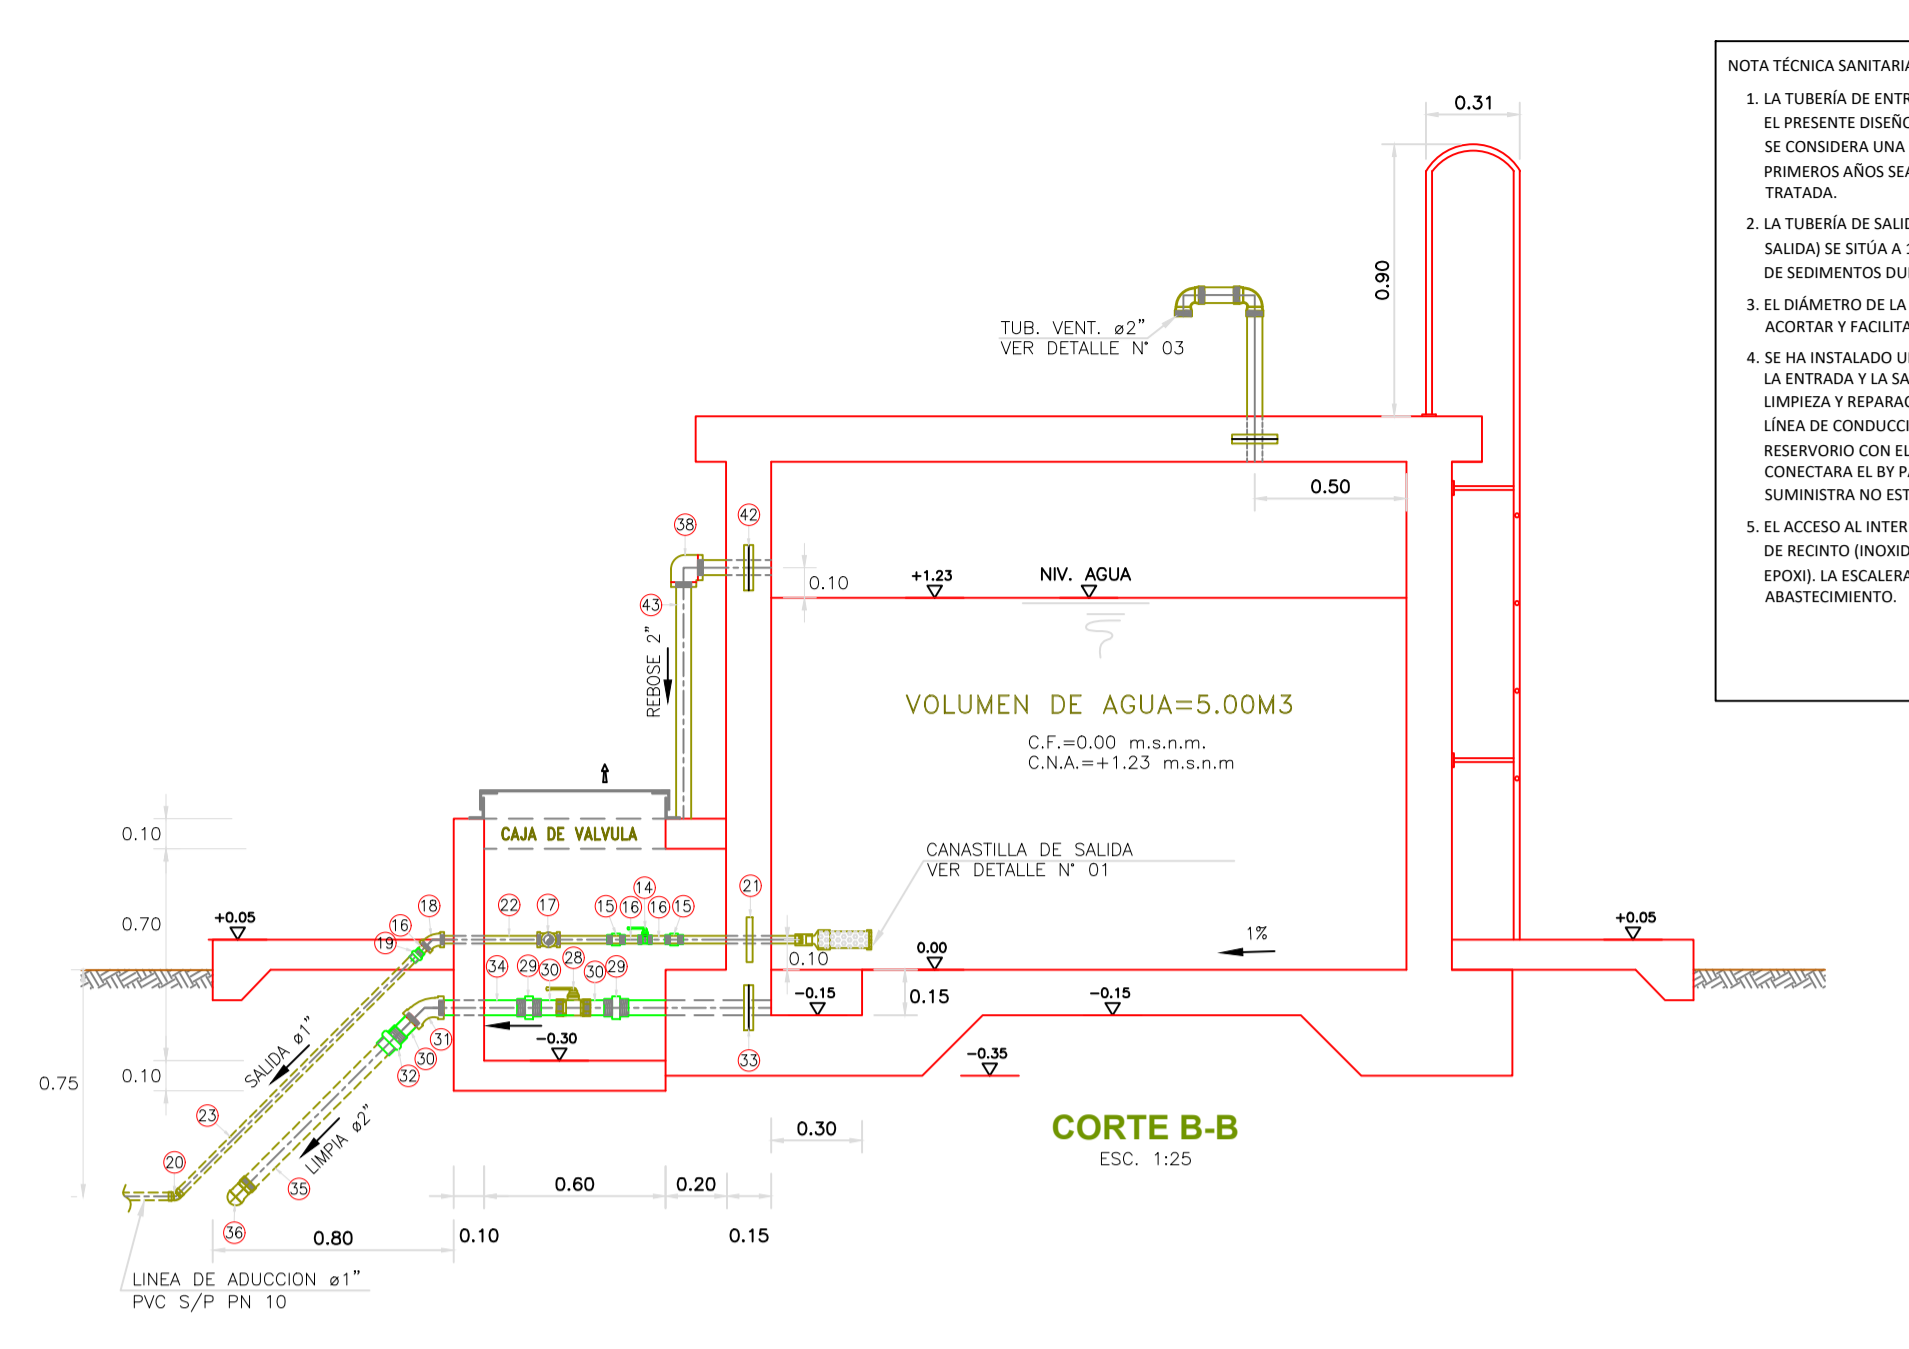 NOTA TÉCNICA SANITARIA
1. LA TUBERÍA DE ENTR
EL PRESENTE DISEÑO
SE CONSIDERA UNA
PRIMEROS AÑOS SEA
TRATADA.
2. LA TUBERÍA DE SALID
SALIDA) SE SITÚA A 1
DE SEDIMENTOS DU
3. EL DIÁMETRO DE LA
ACORTAR Y FACILITA
4. SE HA INSTALADO U
LA ENTRADA Y LA SA
LIMPIEZA Y REPARAC
LÍNEA DE CONDUCCI
RESERVORIO CON EL
CONECTARA EL BY PA
SUMINISTRA NO EST
5. EL ACCESO AL INTER
DE RECINTO (INOXID
EPOXI). LA ESCALERA
ABASTECIMIENTO.
0.31
0.90
TUB. VENT. ø2"
VER DETALLE N° 03
0.50
38
42
43
0.10
+1.23
NIV. AGUA
REBOSE 2"
VOLUMEN DE AGUA=5.00M3
C.F.=0.00 m.s.n.m.
C.N.A.=+1.23 m.s.n.m
CAJA DE VALVULA
CANASTILLA DE SALIDA
VER DETALLE N° 01
0.10
0.70
0.10
0.75
+0.05
19
16
18
22
17
15
16
14
16
15
21
0.10
0.00
1%
+0.05
34
29
30
28
30
29
-0.15
0.15
-0.15
-0.30
-0.35
31
30
32
33
SALIDA ø1"
LIMPIA ø2"
23
20
35
36
0.30
CORTE B-B
ESC. 1:25
0.60
0.20
0.80
0.10
0.15
LINEA DE ADUCCION ø1"
PVC S/P PN 10